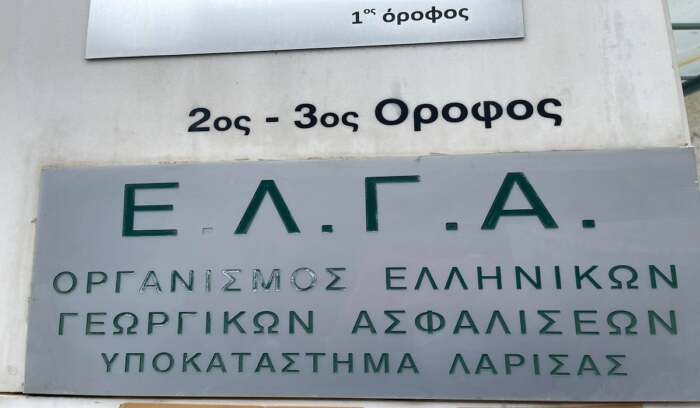 1ος όροφος
2ος - 3ος Οροφος
Ε.Λ.Γ.Α.
ΟΡΓΑΝΙΣΜΟΣ ΕΛΛΗΝΙΚΩΝ
ΓΕΩΡΓΙΚΩΝ ΑΣΦΑΛΙΣΕΩΝ
ΥΠΟΚΑΤΑΣΤΗΜΑ ΛΑΡΙΣΑΣ